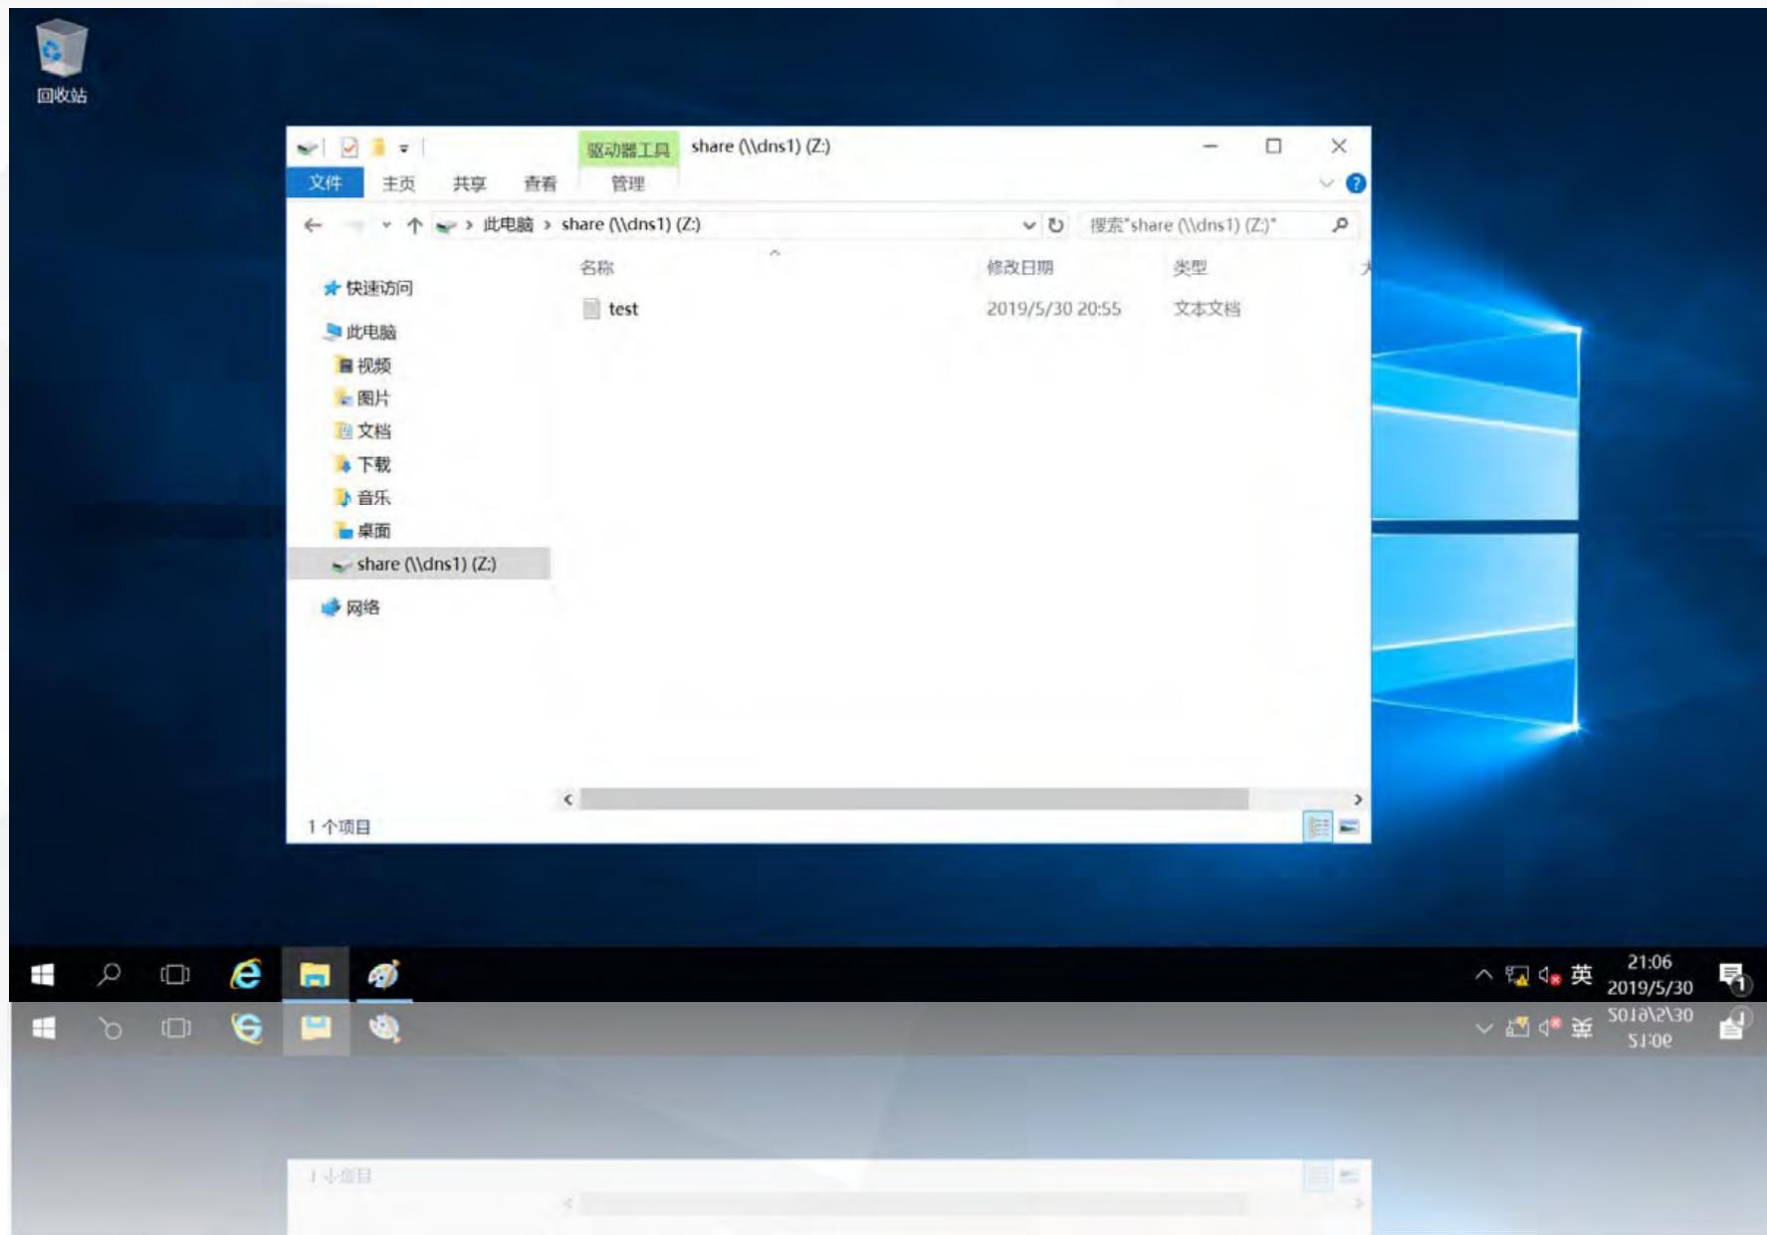 回收站
驱动器工具 share (\\dns1) (Z:)
文件 主页 共享 查看 管理
此电脑 › share (\\dns1) (Z:) 搜索"share (\\dns1) (Z:)"
名称 修改日期 类型
快速访问
test 2019/5/30 20:55 文本文档
此电脑
视频
图片
文档
下载
音乐
桌面
share (\\dns1) (Z:)
网络
1 个项目
英 21:06
2019/5/30
1